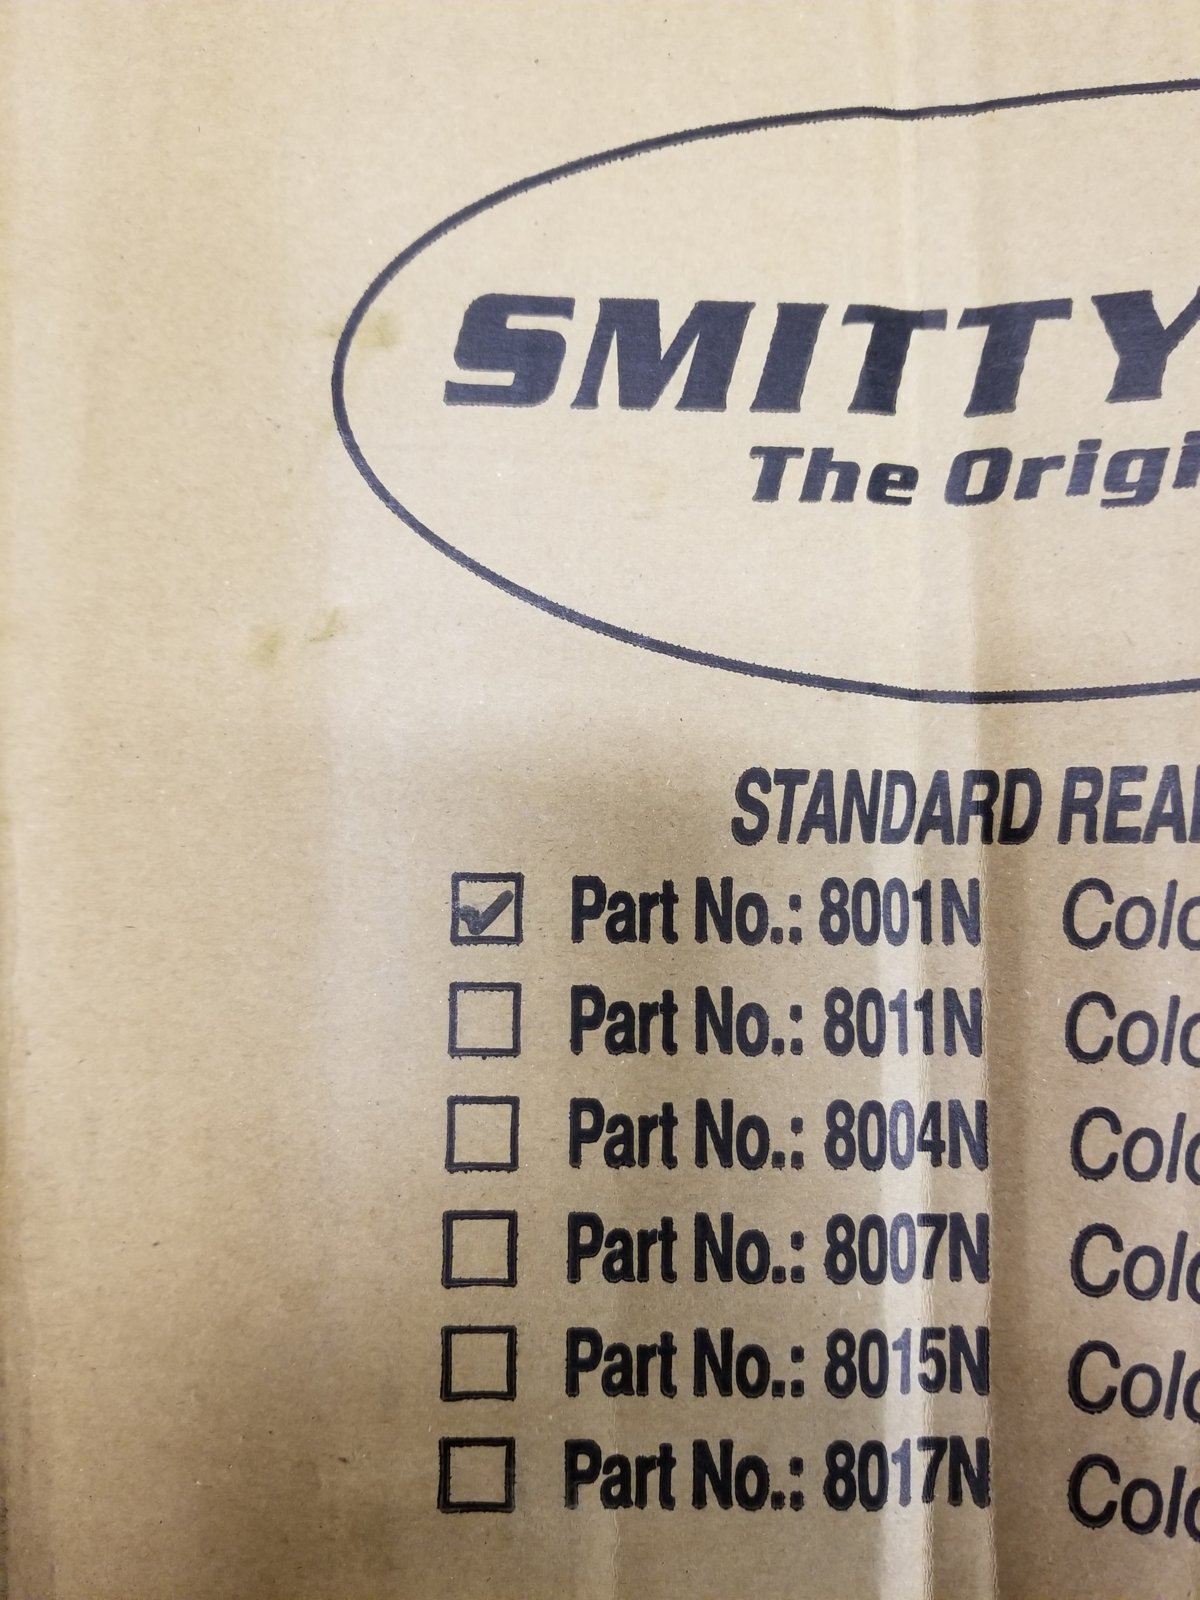 SMITTY
The Origi
STANDARD REA
Part No.: 8001N Colo
Part No.: 8011N Colo
Part No.: 8004N Colo
Part No.: 8007N Colo
Part No.: 8015N Colo
Part No.: 8017N Colo